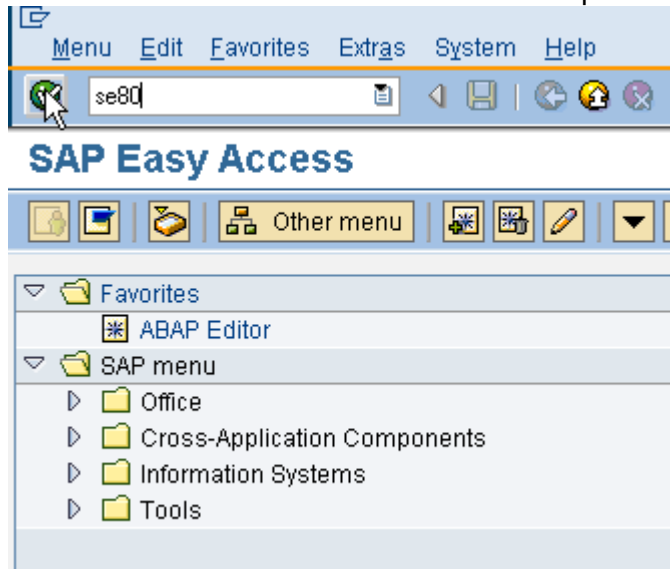 Menu Edit Favorites Extras System Help
se80
SAP Easy Access
Other menu
Favorites
ABAP Editor
SAP menu
Office
Cross-Application Components
Information Systems
Tools